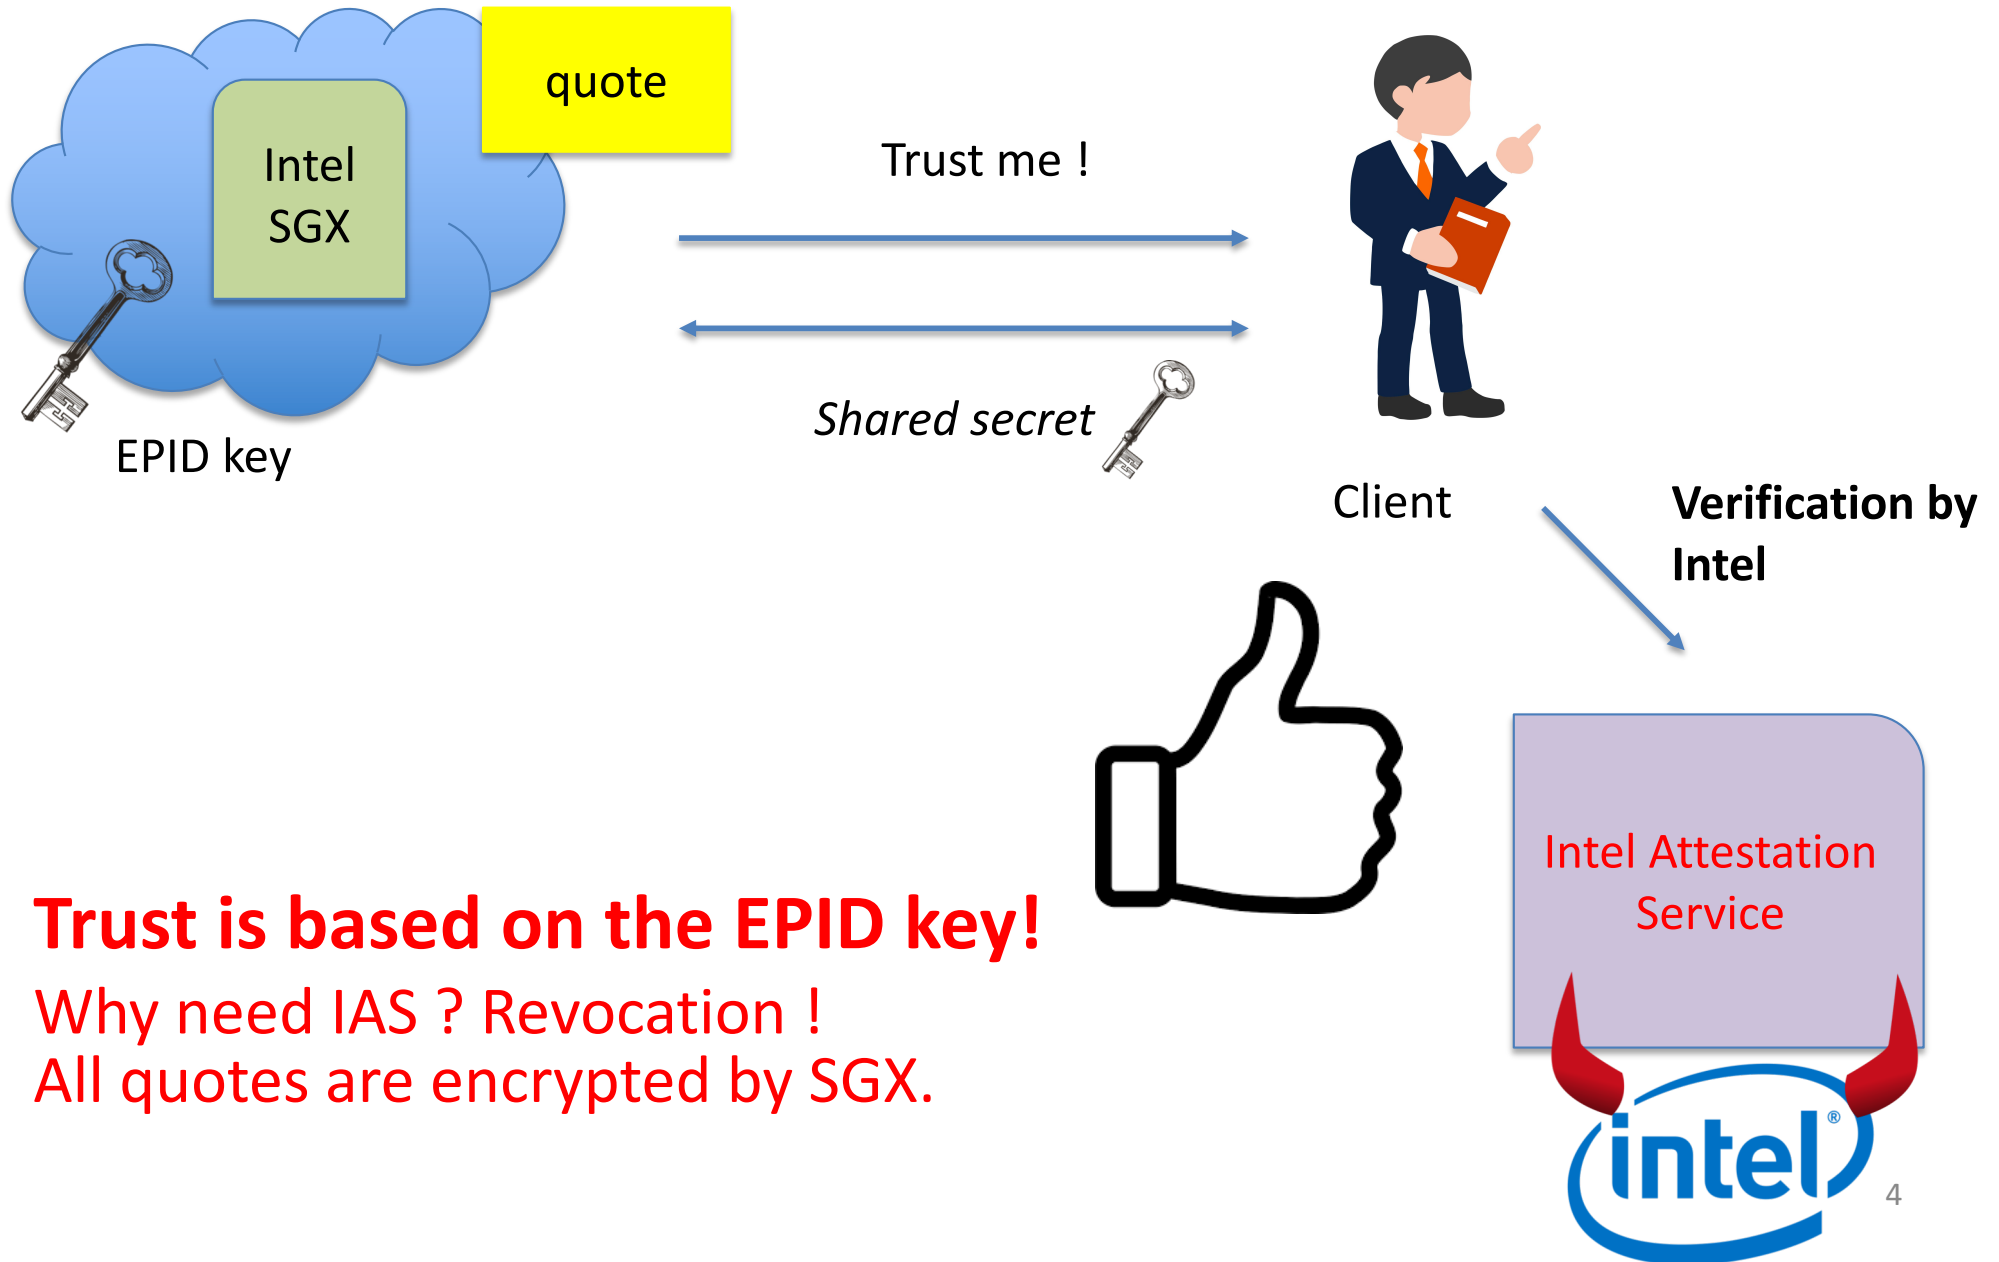 quote
Intel
SGX
Trust me !
EPID key
Shared secret
Client
Verification by
Intel
Intel Attestation
Service
Trust is based on the EPID key!
Why need IAS ? Revocation !
All quotes are encrypted by SGX.
intel®
4